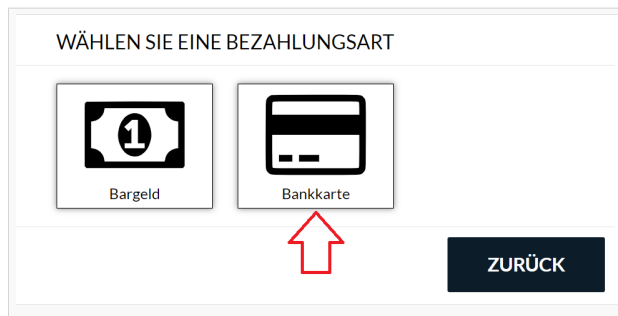 WÄHLEN SIE EINE BEZAHLUNGSART
1
Bargeld
Bankkarte
ZURÜCK